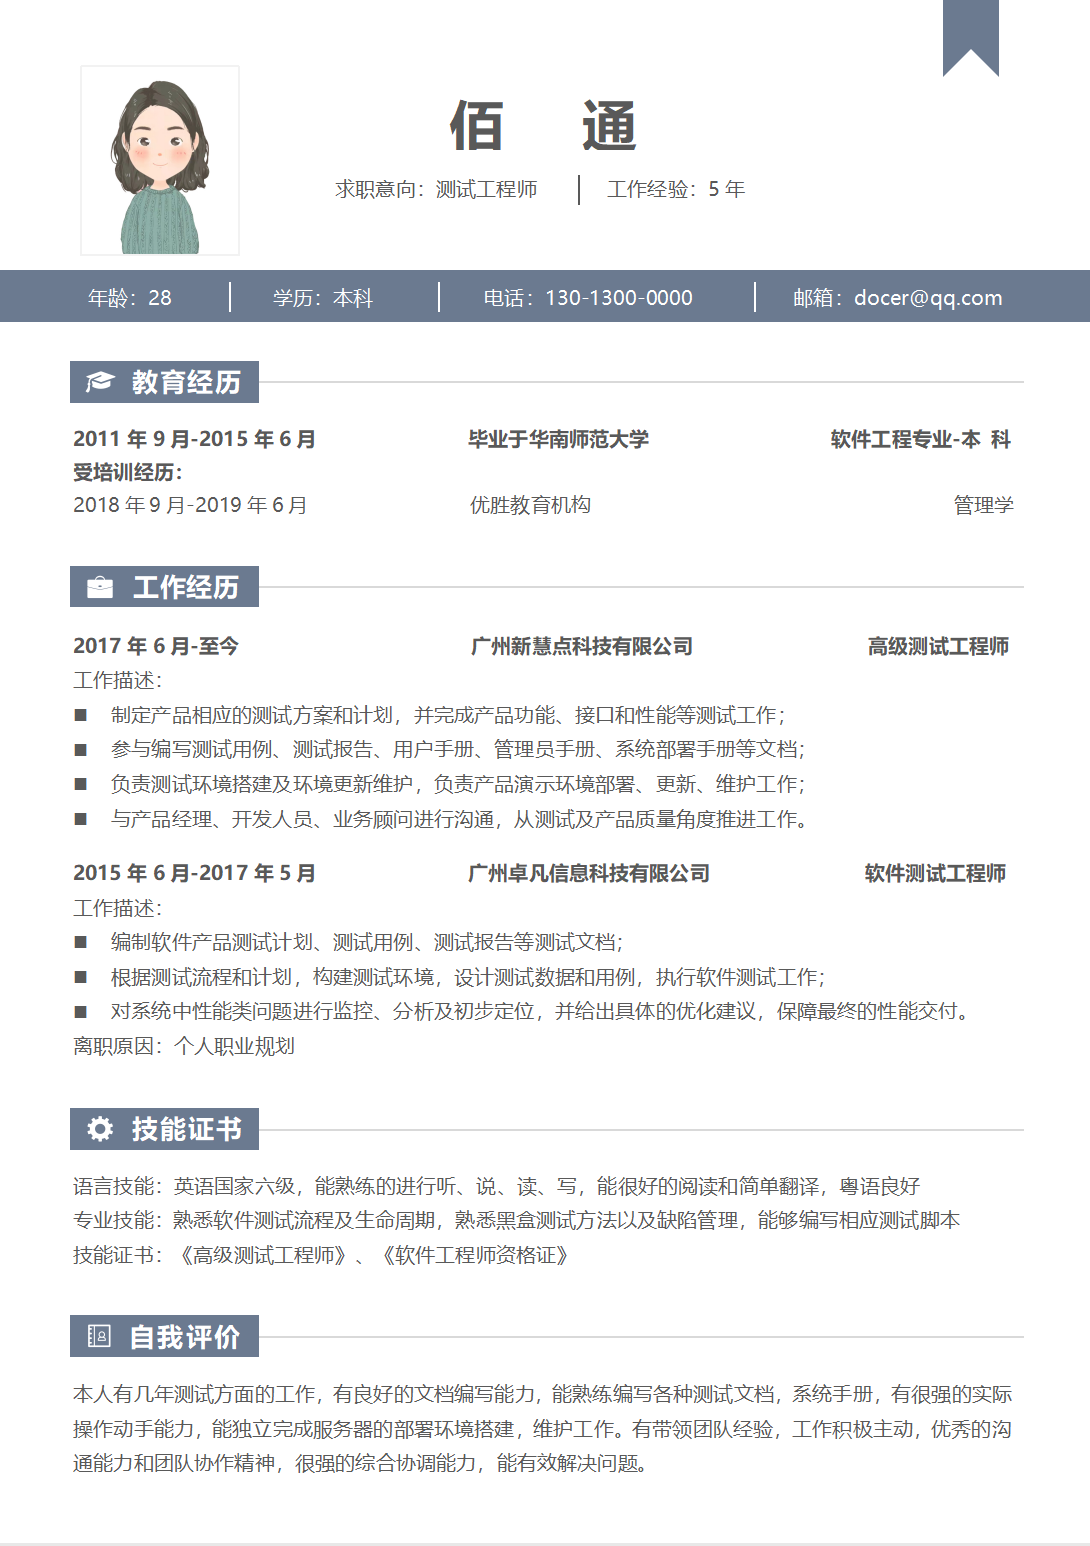 佰 通
求职意向：测试工程师 工作经验：5 年
年龄：28 学历：本科 电话：130-1300-0000 邮箱：docer@qq.com
教育经历
2011 年 9 月-2015 年 6 月 毕业于华南师范大学 软件工程专业-本 科
受培训经历：
2018 年 9 月-2019 年 6 月 优胜教育机构 管理学
工作经历
2017 年 6 月-至今 广州新慧点科技有限公司 高级测试工程师
工作描述：
■ 制定产品相应的测试方案和计划，并完成产品功能、接口和性能等测试工作；
■ 参与编写测试用例、测试报告、用户手册、管理员手册、系统部署手册等文档；
■ 负责测试环境搭建及环境更新维护，负责产品演示环境部署、更新、维护工作；
■ 与产品经理、开发人员、业务顾问进行沟通，从测试及产品质量角度推进工作。
2015 年 6 月-2017 年 5 月 广州卓凡信息科技有限公司 软件测试工程师
工作描述：
■ 编制软件产品测试计划、测试用例、测试报告等测试文档；
■ 根据测试流程和计划，构建测试环境，设计测试数据和用例，执行软件测试工作；
■ 对系统中性能类问题进行监控、分析及初步定位，并给出具体的优化建议，保障最终的性能交付。
离职原因：个人职业规划
技能证书
语言技能：英语国家六级，能熟练的进行听、说、读、写，能很好的阅读和简单翻译，粤语良好
专业技能：熟悉软件测试流程及生命周期，熟悉黑盒测试方法以及缺陷管理，能够编写相应测试脚本
技能证书：《高级测试工程师》、《软件工程师资格证》
自我评价
本人有几年测试方面的工作，有良好的文档编写能力，能熟练编写各种测试文档，系统手册，有很强的实际
操作动手能力，能独立完成服务器的部署环境搭建，维护工作。有带领团队经验，工作积极主动，优秀的沟
通能力和团队协作精神，很强的综合协调能力，能有效解决问题。